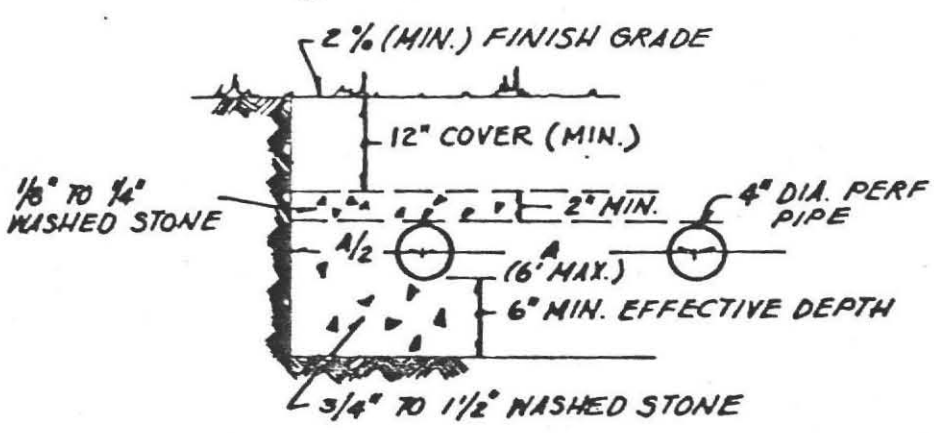 2% (MIN.) FINISH GRADE
12" COVER (MIN.)
1/8" TO 1/4"
WASHED STONE
2" MIN.
4" DIA. PERF
PIPE
A/2
A
(6' MAX.)
6" MIN. EFFECTIVE DEPTH
3/4" TO 1 1/2" WASHED STONE